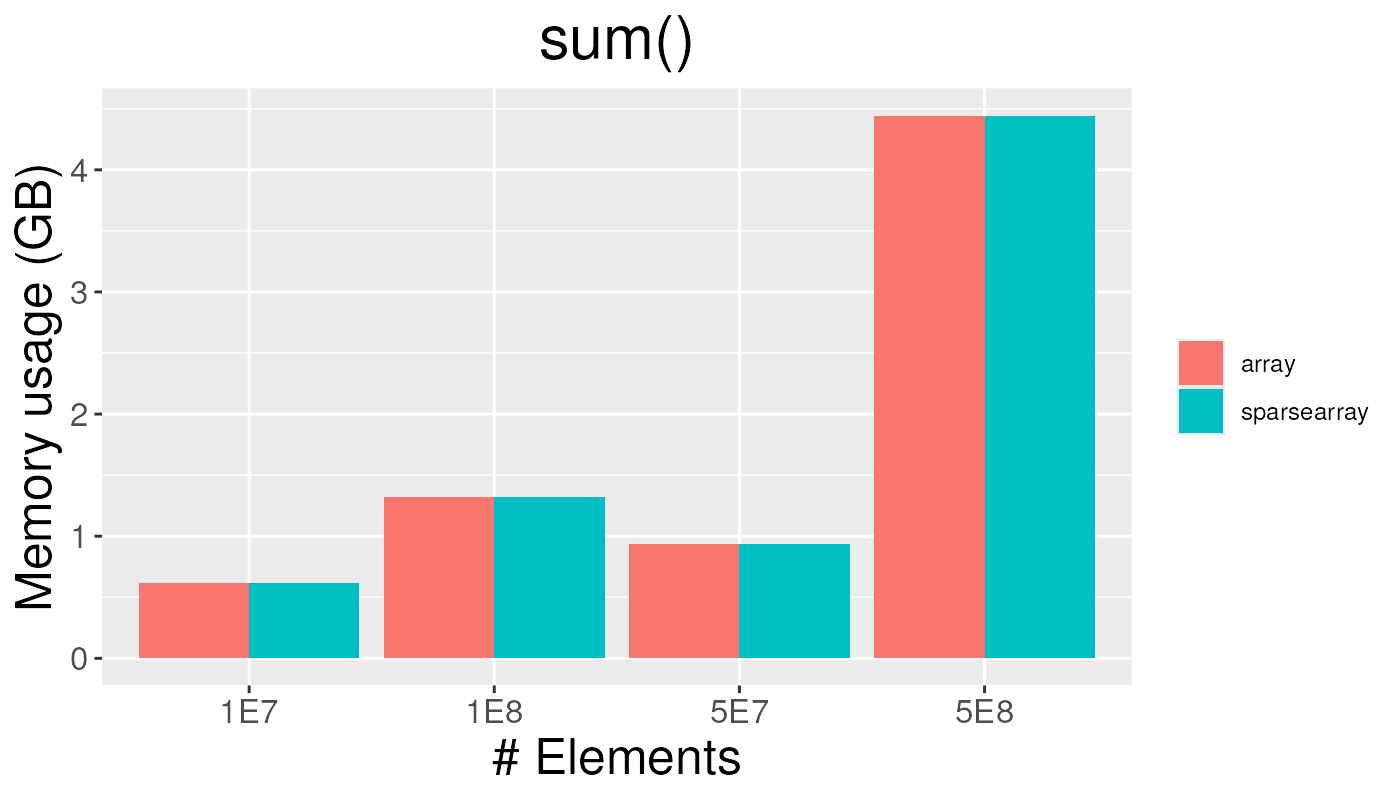 sum()
Memory usage (GB)
4
3
2
1
0
1E7 1E8 5E7 5E8
# Elements
array
sparsearray